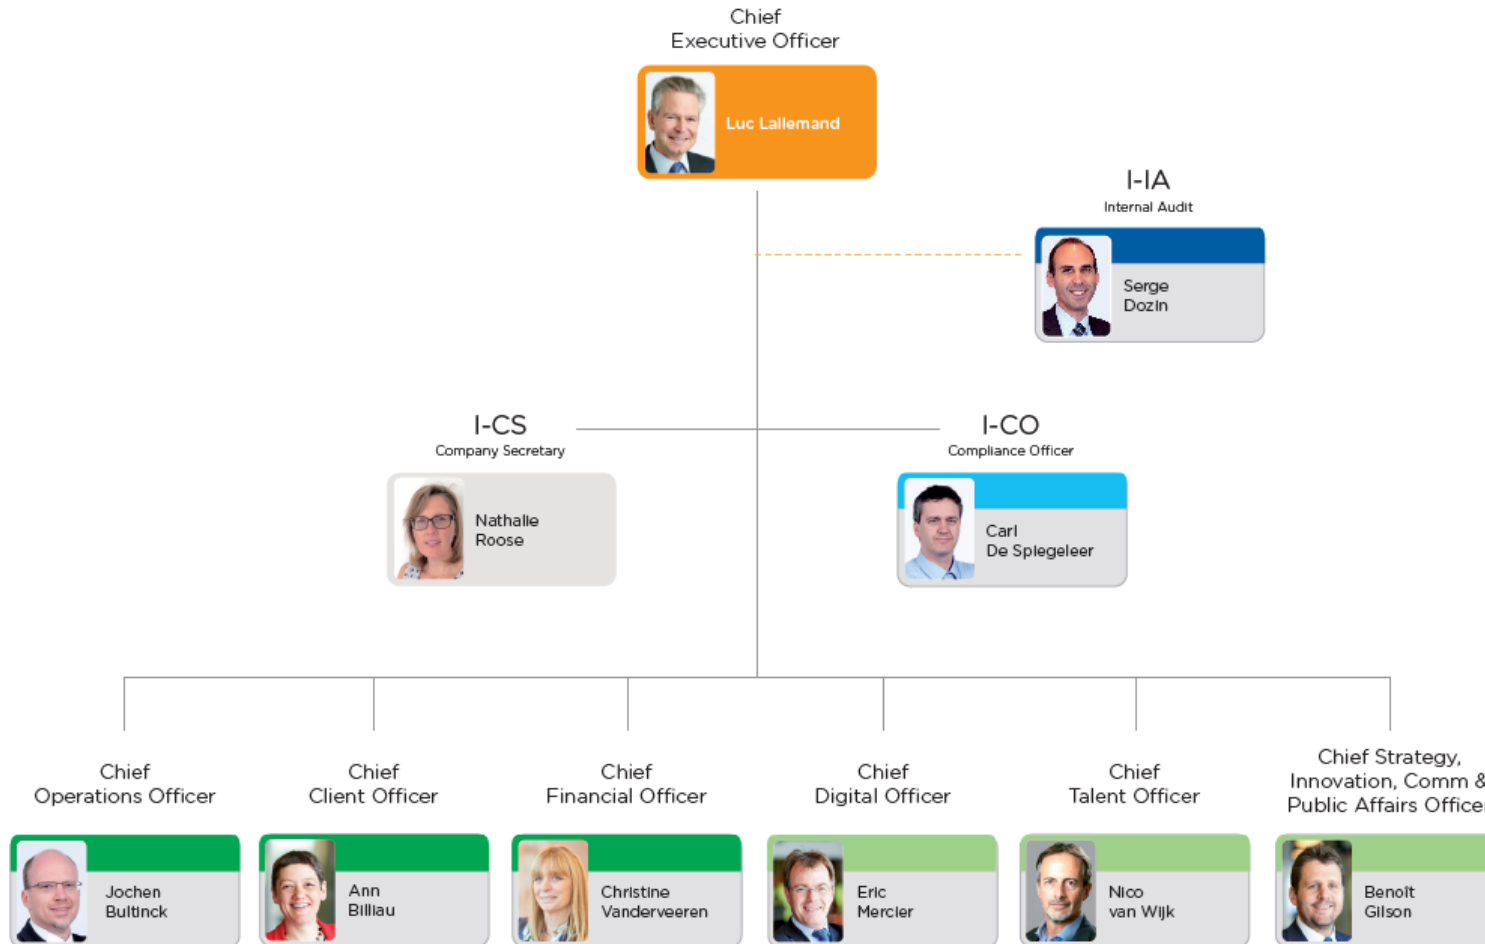 Chief
Executive Officer
Luc Lallemand
I-IA
Internal Audit
Serge
Dozin
I-CS
Company Secretary
Nathalie
Roose
I-CO
Compliance Officer
Carl
De Spiegeleer
Chief
Operations Officer
Jochen
Bultinck
Chief
Client Officer
Ann
Billiau
Chief
Financial Officer
Christine
Vanderveeren
Chief
Digital Officer
Eric
Mercier
Chief
Talent Officer
Nico
van Wijk
Chief Strategy,
Innovation, Comm &
Public Affairs Officer
Benoît
Gilson